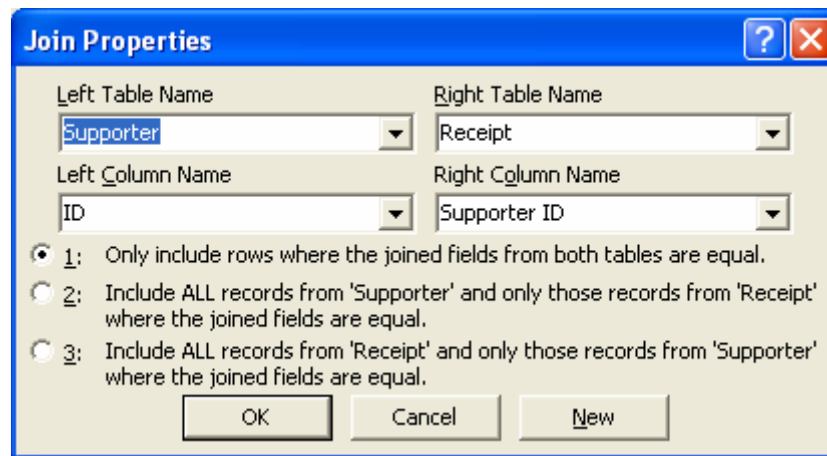 Join Properties
Left Table Name Right Table Name
Supporter Receipt
Left Column Name Right Column Name
ID Supporter ID
1: Only include rows where the joined fields from both tables are equal.
2: Include ALL records from 'Supporter' and only those records from 'Receipt'
where the joined fields are equal.
3: Include ALL records from 'Receipt' and only those records from 'Supporter'
where the joined fields are equal.
OK Cancel New